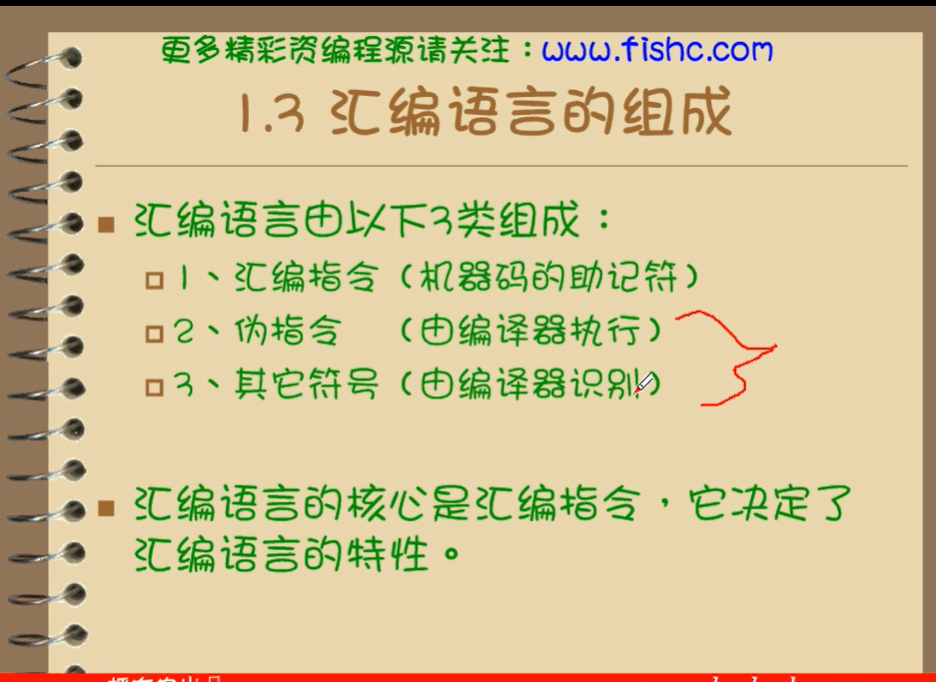 更多精彩资编程源请关注：www.fishc.com
1.3 汇编语言的组成
汇编语言由以下3类组成：
1、汇编指令（机器码的助记符）
2、伪指令 （由编译器执行）
3、其它符号（由编译器识别）
汇编语言的核心是汇编指令，它决定了
汇编语言的特性。